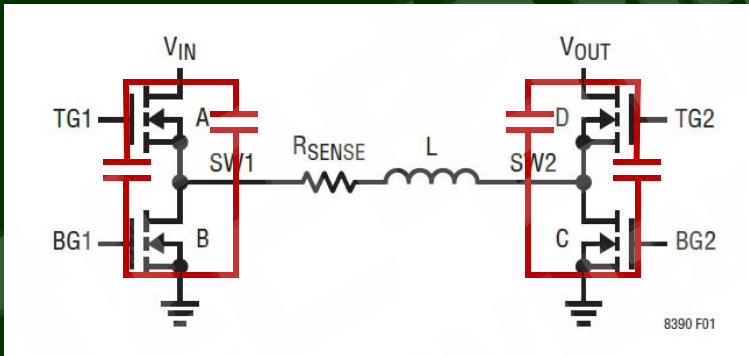 VIN
VOUT
TG1
A
D
TG2
SW1
RSENSE
L
SW2
BG1
B
C
BG2
8390 F01